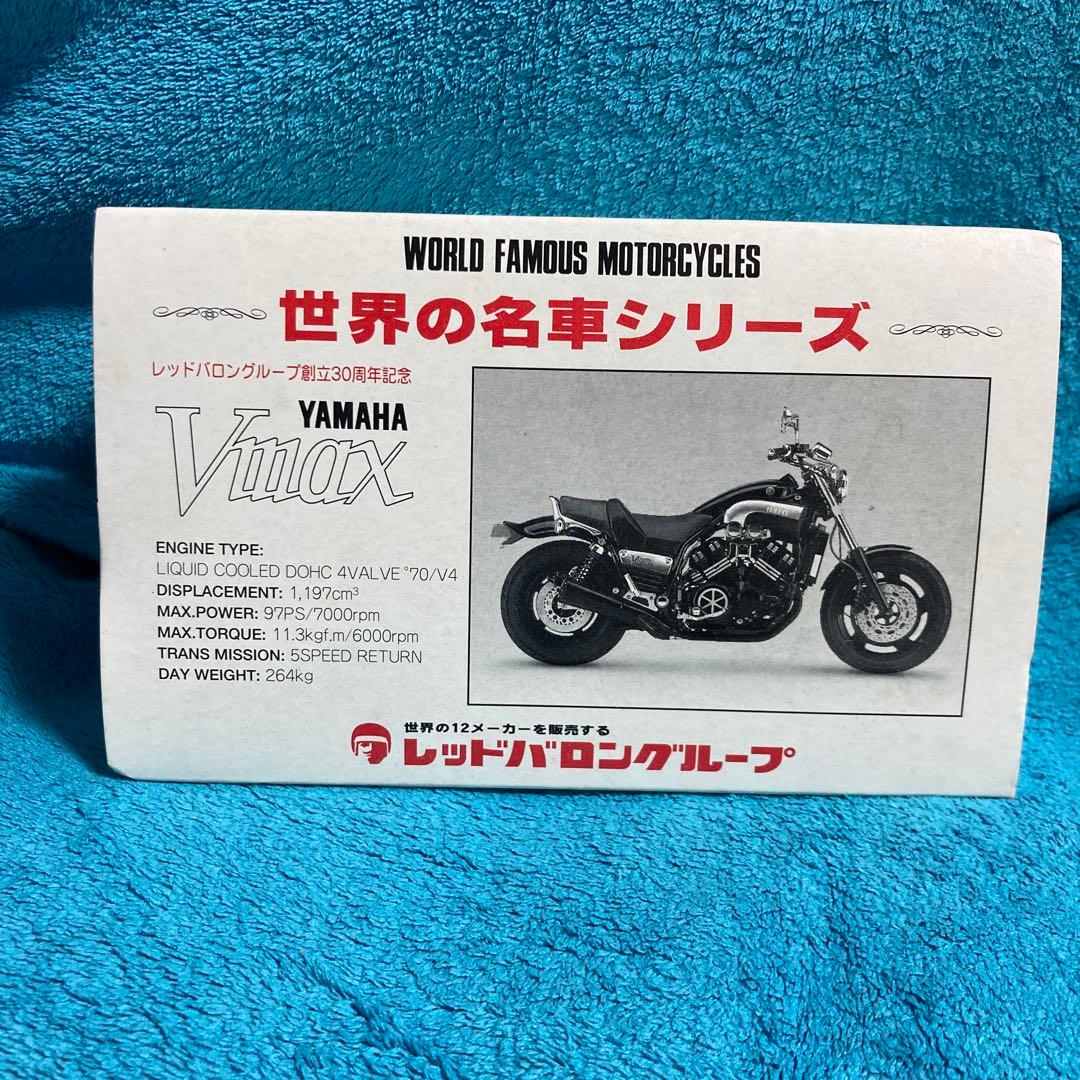 WORLD FAMOUS MOTORCYCLES
世界の名車シリーズ
レッドバロングループ創立30周年記念
YAMAHA
Vmax
ENGINE TYPE:
LIQUID COOLED DOHC 4VALVE °70/V4
DISPLACEMENT: 1,197cm³
MAX.POWER: 97PS/7000rpm
MAX.TORQUE: 11.3kgf.m/6000rpm
TRANS MISSION: 5SPEED RETURN
DAY WEIGHT: 264kg
YAMAHA
Vmax
世界の12メーカーを販売する
レッドバロングループ